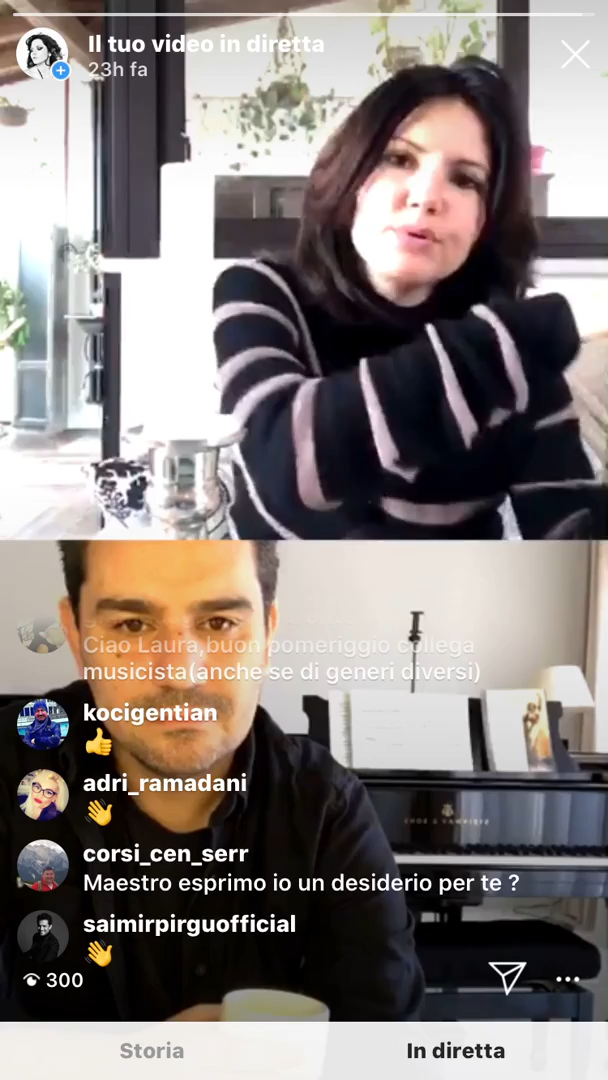 Il tuo video in diretta
23h fa
Ciao Laura,buon pomeriggio collega
musicista(anche se di generi diversi)
kocigentian
👍
adri_ramadani
👋
corsi_cen_serr
Maestro esprimo io un desiderio per te ?
saimirpirguofficial
👋
300
Storia
In diretta